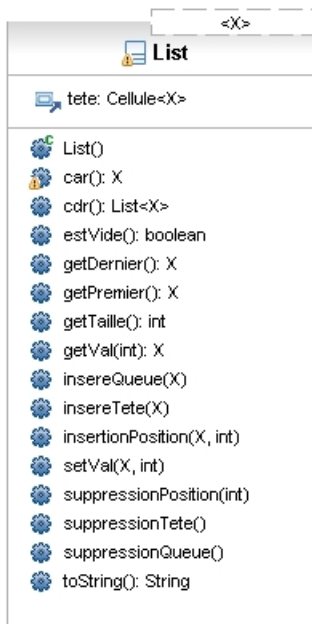 <X>
List
tete: Cellule<X>
List()
car(): X
cdr(): List<X>
estVide(): boolean
getDernier(): X
getPremier(): X
getTaille(): int
getVal(int): X
insereQueue(X)
insereTete(X)
insertionPosition(X, int)
setVal(X, int)
suppressionPosition(int)
suppressionTete()
suppressionQueue()
toString(): String